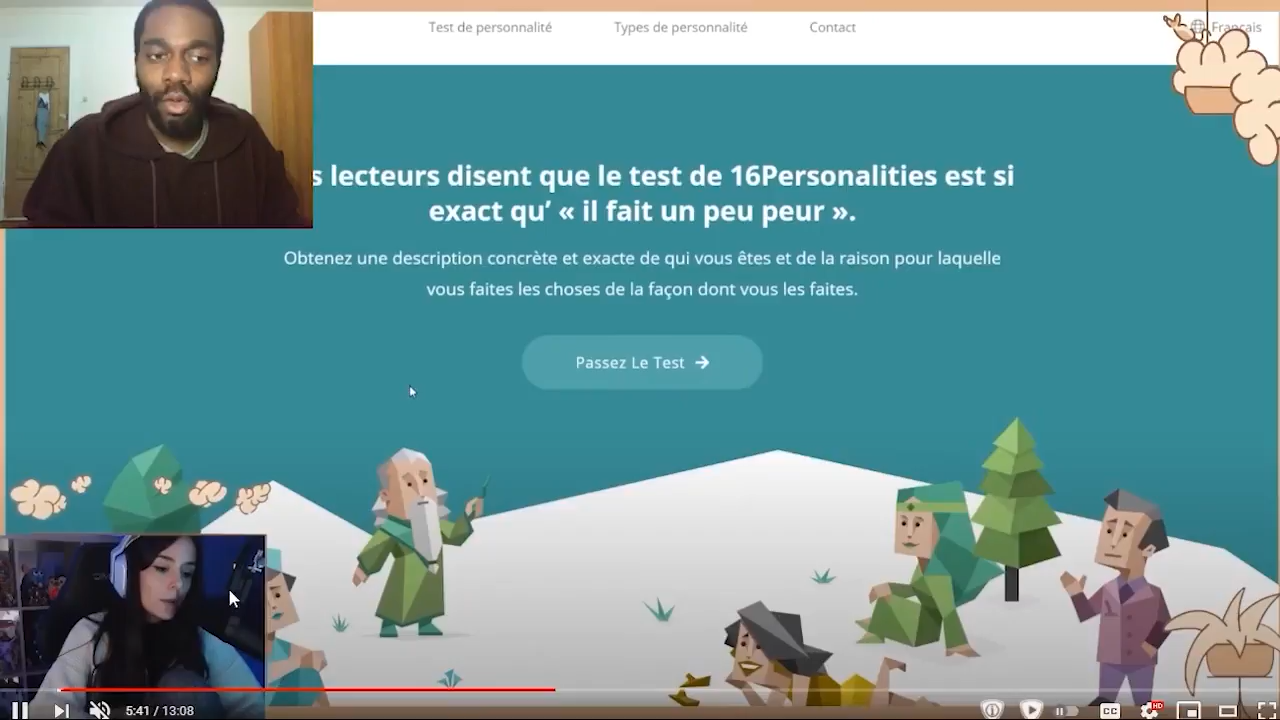 Test de personnalité
Types de personnalité
Contact
Français
s lecteurs disent que le test de 16Personalities est si
exact qu’ « il fait un peu peur ».
Obtenez une description concrète et exacte de qui vous êtes et de la raison pour laquelle
vous faites les choses de la façon dont vous les faites.
Passez Le Test
5:41 / 13:08
CC
HD